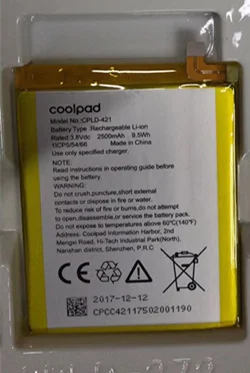 coolpad
Model No.:CPLD-421
Battery Type :Rechargeable Li-ion
Rated:3.8Vdc 2500mAh 9.5Wh
1ICP5/54/66 Made in China
Use only specified charger.
NOTE:
Read instructions in operating guide before
using the battery.
WARNING:
Do not crush,puncture,short external
contacts or dispose of in fire or water.
To reduce risk of fire or burns,do not attempt
to open,disassemble,or service the battery pack.
Do not expose to temperatures above 60°C(140°F)
Address: Coolpad Information Harbor, 2nd
Mengxi Road, Hi-Tech Industrial Park(North),
Nanshan district, Shenzhen, P.R.C
CE
2017-12-12
CPCC42117S02001190